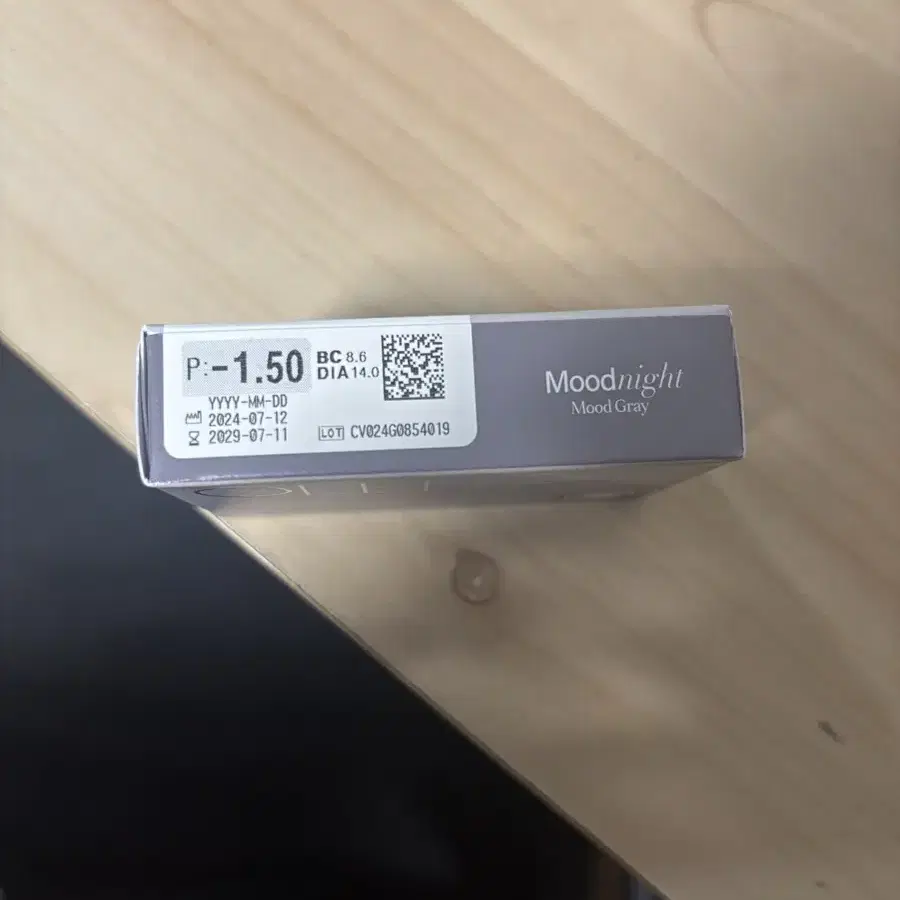 P:-1.50
BC 8.6
DIA 14.0
YYYY-MM-DD
2024-07-12
2029-07-11
LOT CV024G0854019
Moodnight
Mood Gray